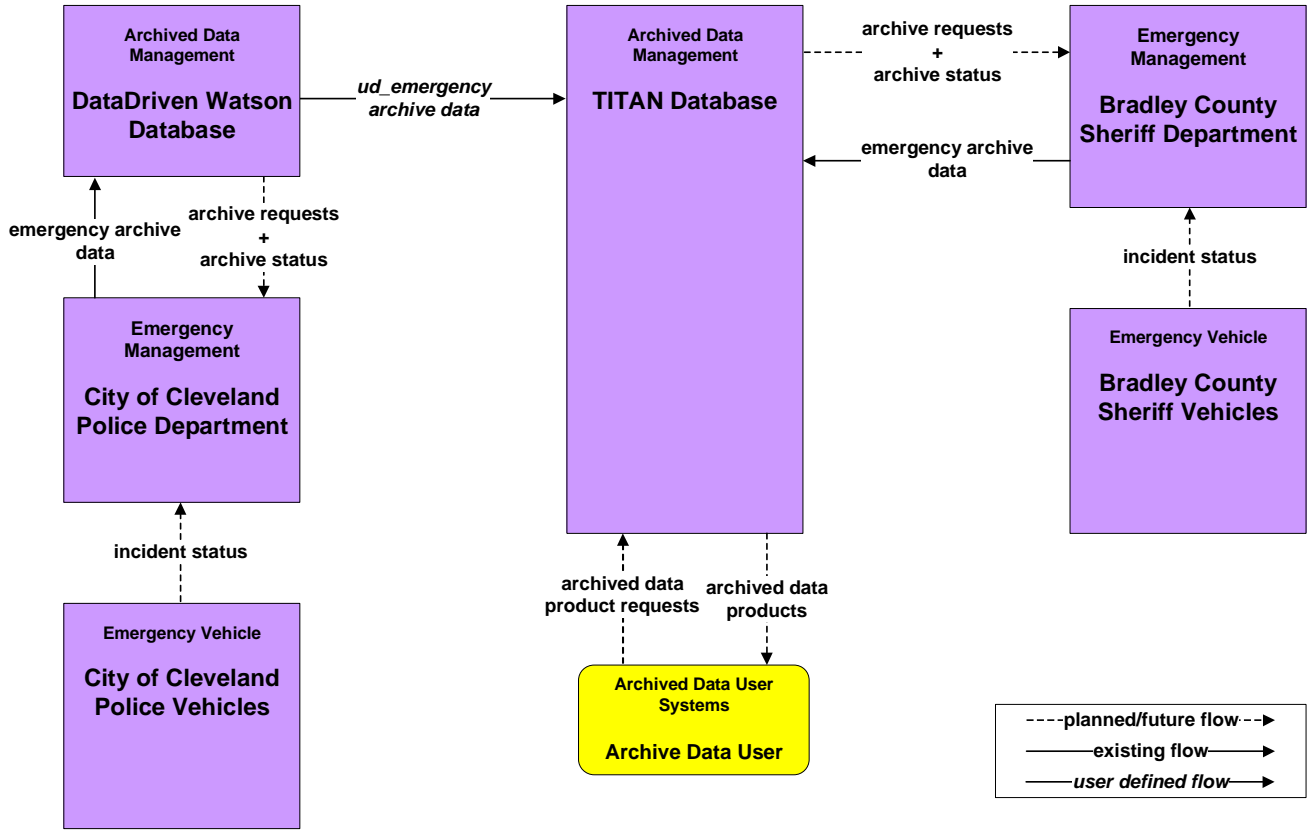 Archived Data
Management
DataDriven Watson
Database
ud_emergency
archive data
Archived Data
Management
TITAN Database
archive requests
+
archive status
Emergency
Management
Bradley County
Sheriff Department
emergency archive
data
emergency archive
data
archive requests
+
archive status
incident status
Emergency
Management
City of Cleveland
Police Department
Emergency Vehicle
Bradley County
Sheriff Vehicles
incident status
archived data
product requests
archived data
products
Emergency Vehicle
City of Cleveland
Police Vehicles
Archived Data User
Systems
Archive Data User
planned/future flow
existing flow
user defined flow